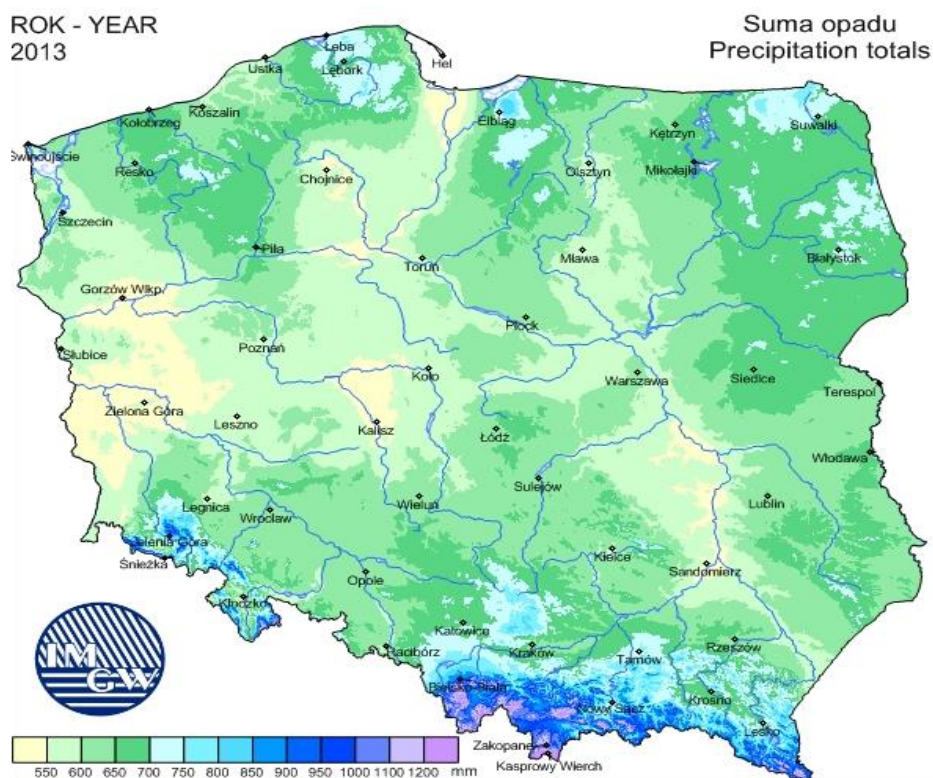 ROK - YEAR
2013
Suma opadu
Precipitation totals
Łeba
Ustka
Lębork
Hel
Koszalin
Kołobrzeg
Elbląg
Kętrzyn
Suwałki
Świnoujście
Resko
Chojnice
Olsztyn
Mikołajki
Szczecin
Piła
Toruń
Mława
Białystok
Gorzów Wlkp.
Płock
Słubice
Poznań
Koło
Warszawa
Siedlce
Terespol
Zielona Góra
Leszno
Kalisz
Łódź
Włodawa
Sulejów
Legnica
Wrocław
Wieluń
Lublin
Jelenia Góra
Śnieżka
Kielce
Sandomierz
Opole
Kłodzko
Katowice
Racibórz
Kraków
Tarnów
Rzeszów
Bielsko-Biała
Krosno
Nowy Sącz
Lesko
Zakopane
Kasprowy Wierch
IM
GW
550 600 650 700 750 800 850 900 950 1000 1100 1200 mm